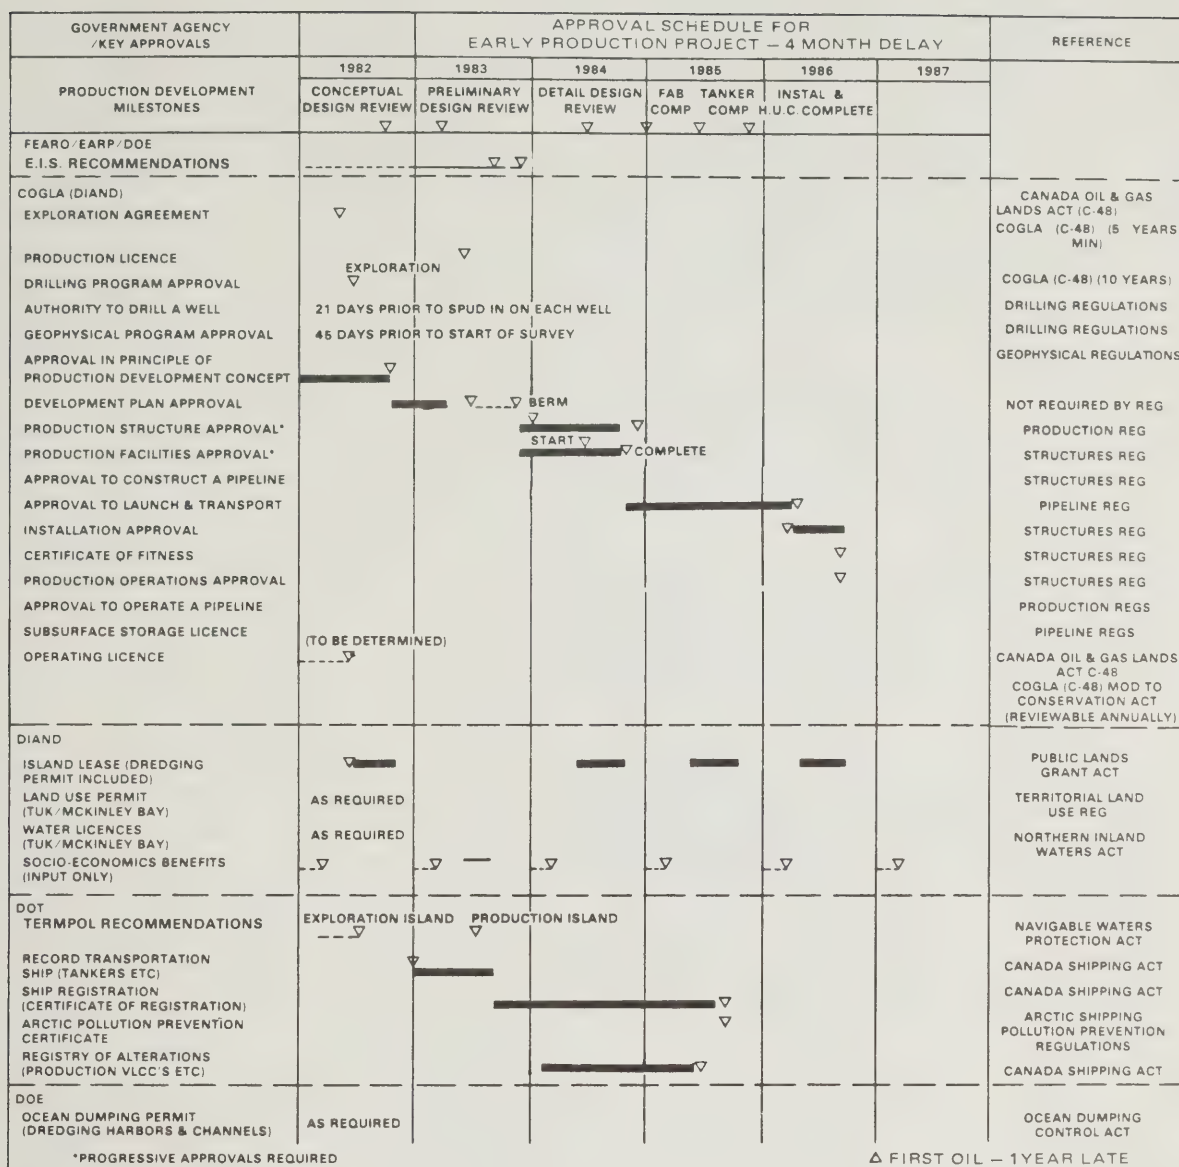 GOVERNMENT AGENCY
/KEY APPROVALS
APPROVAL SCHEDULE FOR
EARLY PRODUCTION PROJECT – 4 MONTH DELAY
REFERENCE
1982 1983 1984 1985 1986 1987
PRODUCTION DEVELOPMENT
MILESTONES
CONCEPTUAL
DESIGN REVIEW
PRELIMINARY
DESIGN REVIEW
DETAIL DESIGN
REVIEW
FAB TANKER
COMP COMP
INSTAL &
H.U.C. COMPLETE
FEARO/EARP/DOE
E.I.S. RECOMMENDATIONS
COGLA (DIAND)
EXPLORATION AGREEMENT
CANADA OIL & GAS
LANDS ACT (C-48)
COGLA (C-48) (5 YEARS
MIN)
PRODUCTION LICENCE
EXPLORATION
DRILLING PROGRAM APPROVAL
COGLA (C-48) (10 YEARS)
AUTHORITY TO DRILL A WELL 21 DAYS PRIOR TO SPUD IN ON EACH WELL
DRILLING REGULATIONS
GEOPHYSICAL PROGRAM APPROVAL 45 DAYS PRIOR TO START OF SURVEY
DRILLING REGULATIONS
APPROVAL IN PRINCIPLE OF
PRODUCTION DEVELOPMENT CONCEPT
GEOPHYSICAL REGULATIONS
DEVELOPMENT PLAN APPROVAL BERM
NOT REQUIRED BY REG
PRODUCTION STRUCTURE APPROVAL*
PRODUCTION REG
START
PRODUCTION FACILITIES APPROVAL* COMPLETE
STRUCTURES REG
APPROVAL TO CONSTRUCT A PIPELINE
STRUCTURES REG
APPROVAL TO LAUNCH & TRANSPORT
PIPELINE REG
INSTALLATION APPROVAL
STRUCTURES REG
CERTIFICATE OF FITNESS
STRUCTURES REG
PRODUCTION OPERATIONS APPROVAL
STRUCTURES REG
APPROVAL TO OPERATE A PIPELINE
PRODUCTION REGS
SUBSURFACE STORAGE LICENCE (TO BE DETERMINED)
PIPELINE REGS
OPERATING LICENCE
CANADA OIL & GAS LANDS
ACT C-48
COGLA (C-48) MOD TO
CONSERVATION ACT
(REVIEWABLE ANNUALLY)
DIAND
ISLAND LEASE (DREDGING
PERMIT INCLUDED)
PUBLIC LANDS
GRANT ACT
LAND USE PERMIT
(TUK/MCKINLEY BAY)
AS REQUIRED
TERRITORIAL LAND
USE REG
WATER LICENCES
(TUK/MCKINLEY BAY)
AS REQUIRED
NORTHERN INLAND
WATERS ACT
SOCIO-ECONOMICS BENEFITS
(INPUT ONLY)
DOT
TERMPOL RECOMMENDATIONS
EXPLORATION ISLAND PRODUCTION ISLAND
NAVIGABLE WATERS
PROTECTION ACT
RECORD TRANSPORTATION
SHIP (TANKERS ETC)
CANADA SHIPPING ACT
SHIP REGISTRATION
(CERTIFICATE OF REGISTRATION)
CANADA SHIPPING ACT
ARCTIC POLLUTION PREVENTION
CERTIFICATE
ARCTIC SHIPPING
POLLUTION PREVENTION
REGULATIONS
REGISTRY OF ALTERATIONS
(PRODUCTION VLCC'S ETC)
CANADA SHIPPING ACT
DOE
OCEAN DUMPING PERMIT
(DREDGING HARBORS & CHANNELS)
AS REQUIRED
OCEAN DUMPING
CONTROL ACT
*PROGRESSIVE APPROVALS REQUIRED
△ FIRST OIL – 1 YEAR LATE